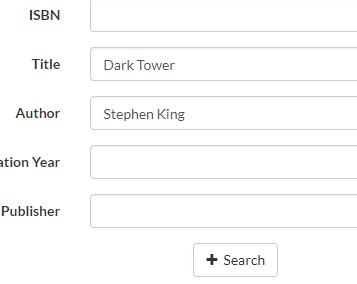 ISBN
Title Dark Tower
Author Stephen King
ation Year
Publisher
Search